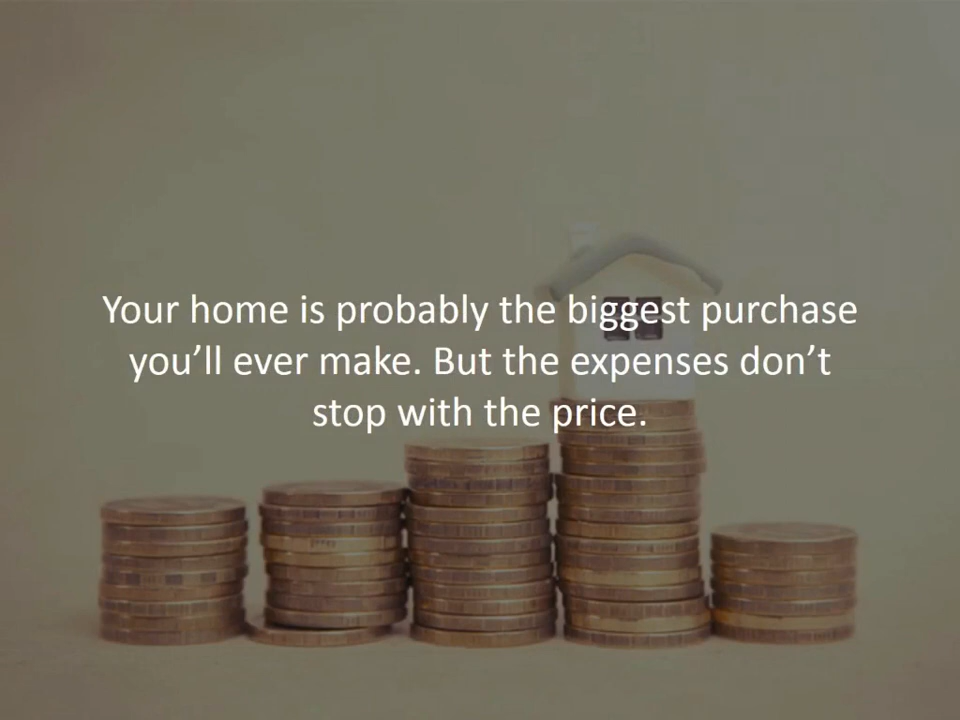 Your home is probably the biggest purchase
you’ll ever make. But the expenses don’t
stop with the price.